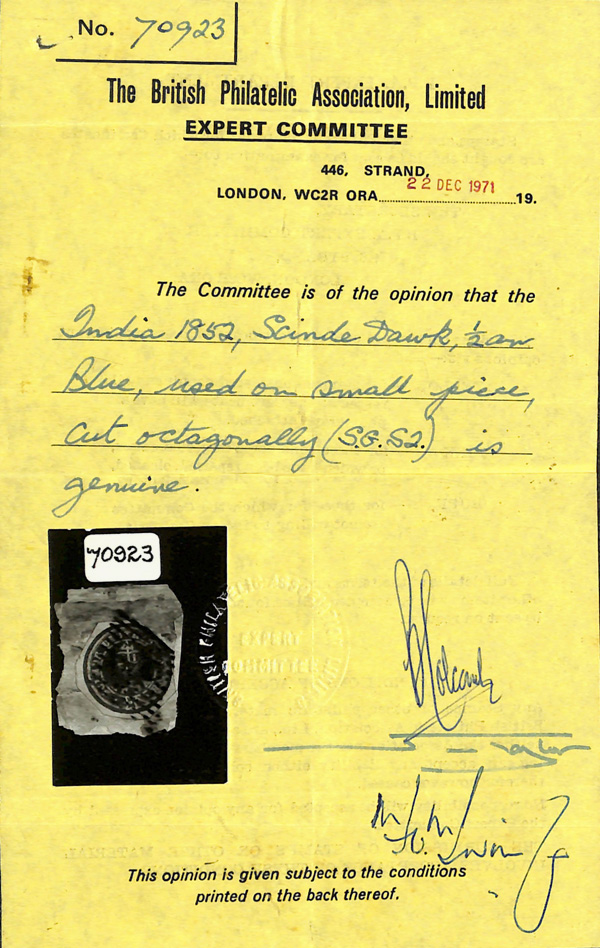 No. 70923
The British Philatelic Association, Limited
EXPERT COMMITTEE
446, STRAND,
LONDON, WC2R ORA 22 DEC 1971 19.
The Committee is of the opinion that the
India 1852, Scinde Dawk, ½ an
Blue, used on small piece,
cut octagonally (S.G. S2.) is
genuine.
70923
This opinion is given subject to the conditions
printed on the back thereof.